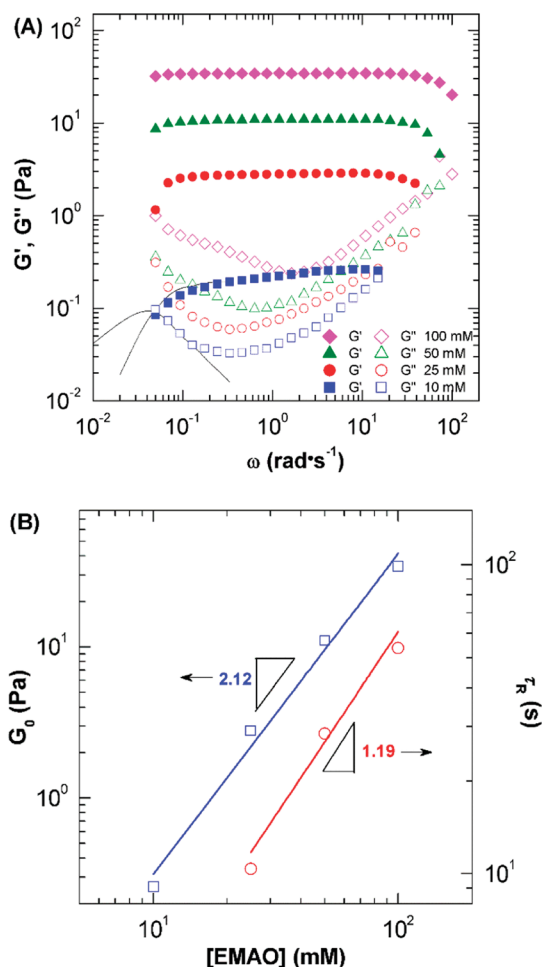 (A)
G', G'' (Pa)
10²
10¹
10⁰
10⁻¹
10⁻²
G' G'' 100 mM
G' G'' 50 mM
G' G'' 25 mM
G' G'' 10 mM
10⁻² 10⁻¹ 10⁰ 10¹ 10²
ω (rad•s⁻¹)
(B)
G₀ (Pa)
10¹
10⁰
2.12
1.19
10²
10¹
τ_R (s)
10¹ 10²
[EMAO] (mM)